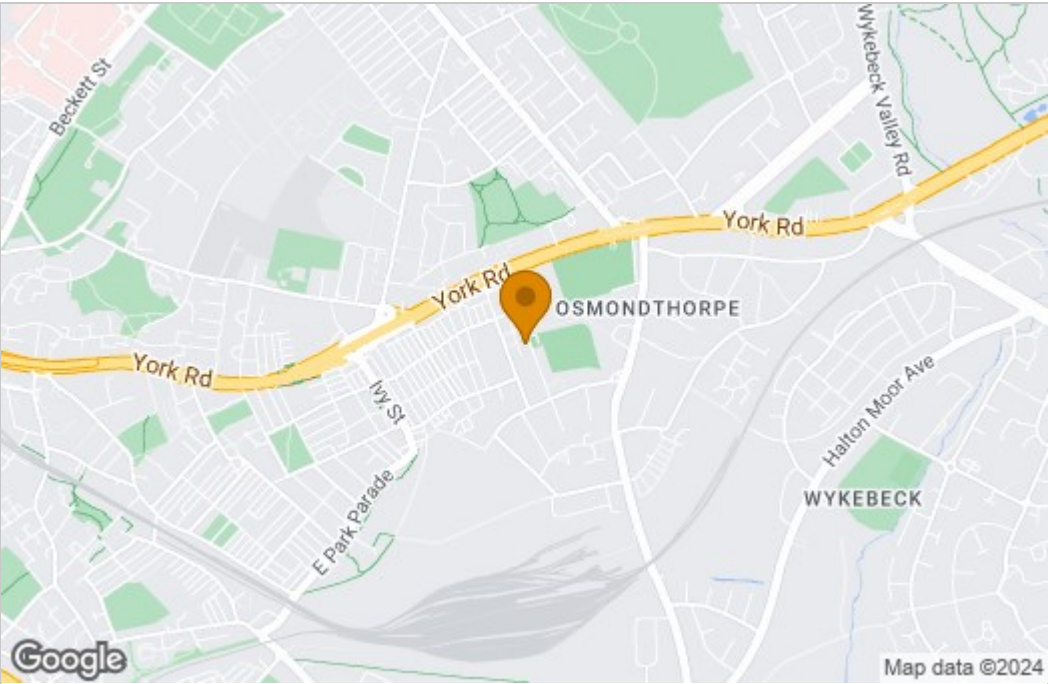 Beckett St
Wykebeck Valley Rd
York Rd
York Rd
OSMONDTHORPE
York Rd
Ivy St
Halton Moor Ave
WYKEBECK
E Park Parade
Google
Map data ©2024